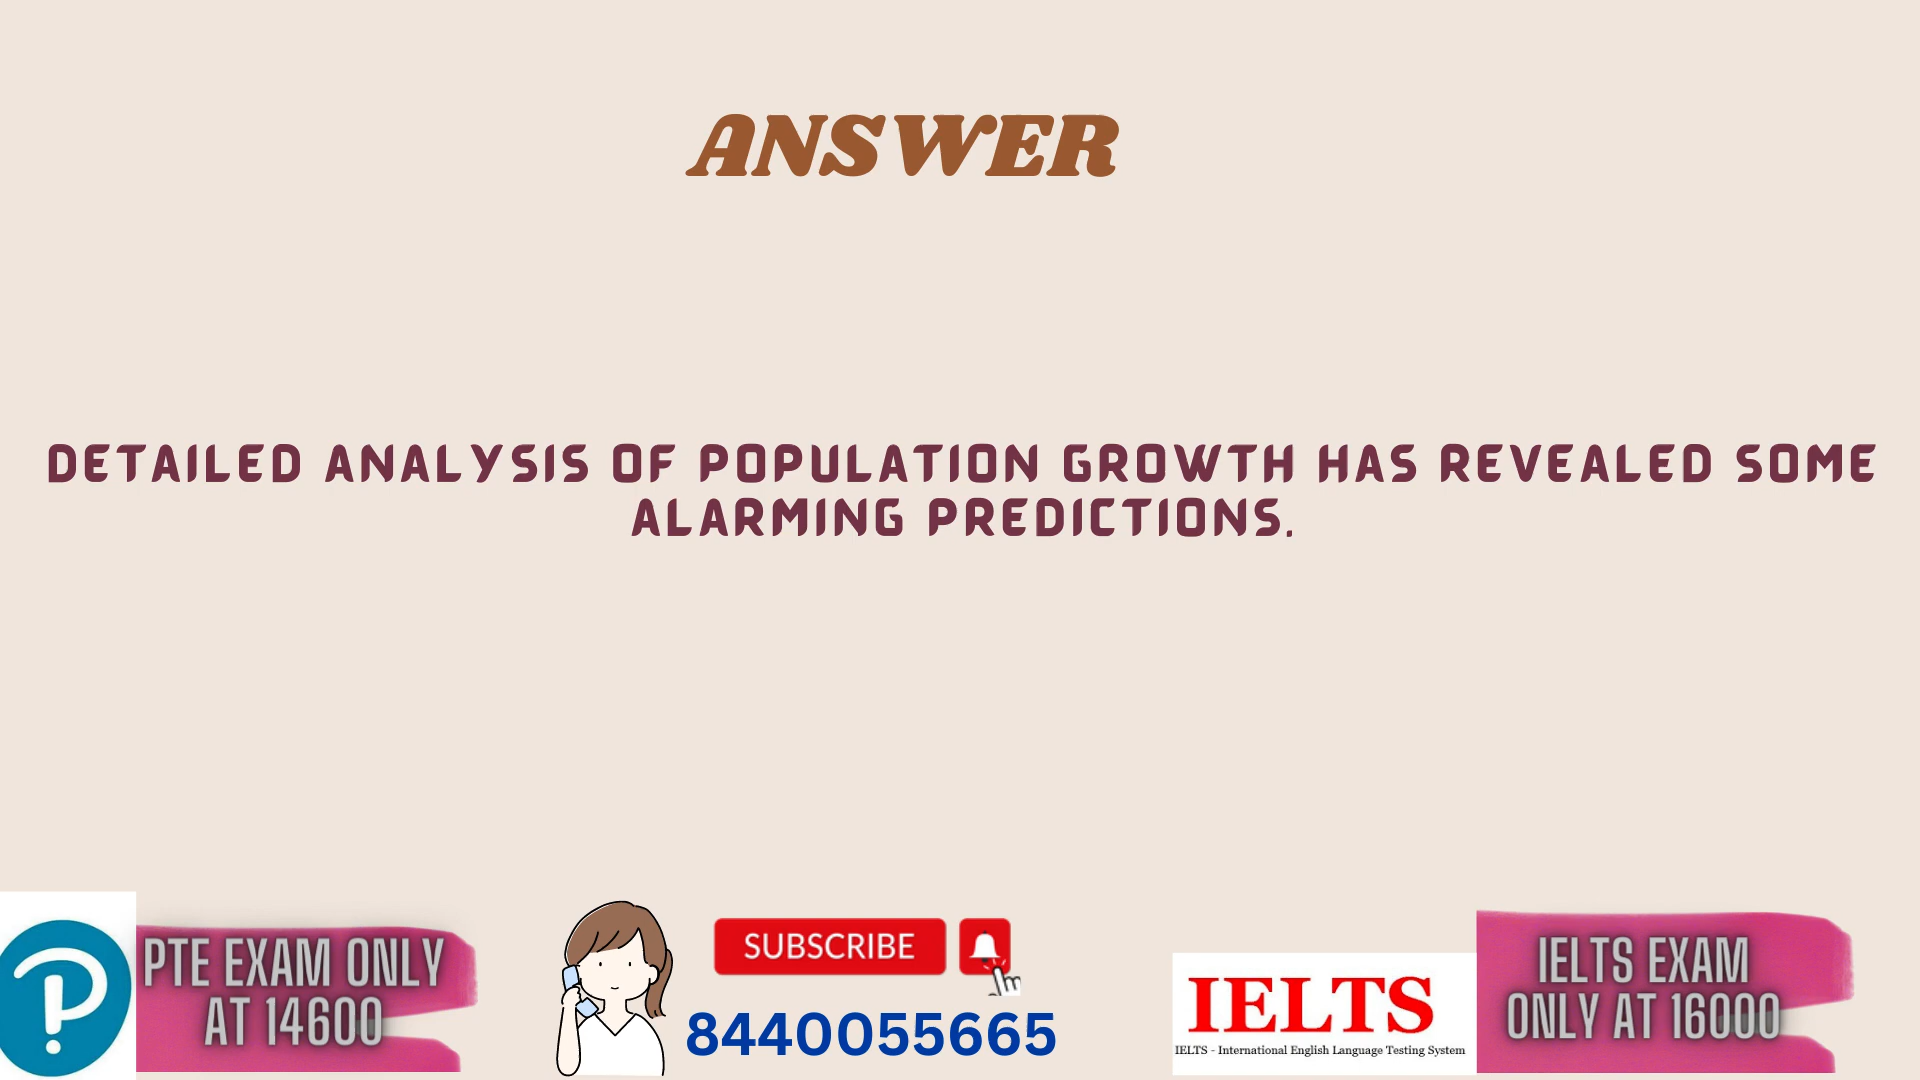 ANSWER
DETAILED ANALYSIS OF POPULATION GROWTH HAS REVEALED SOME
ALARMING PREDICTIONS.
PTE EXAM ONLY
AT 14600
SUBSCRIBE
8440055665
IELTS
IELTS - International English Language Testing System
IELTS EXAM
ONLY AT 16000